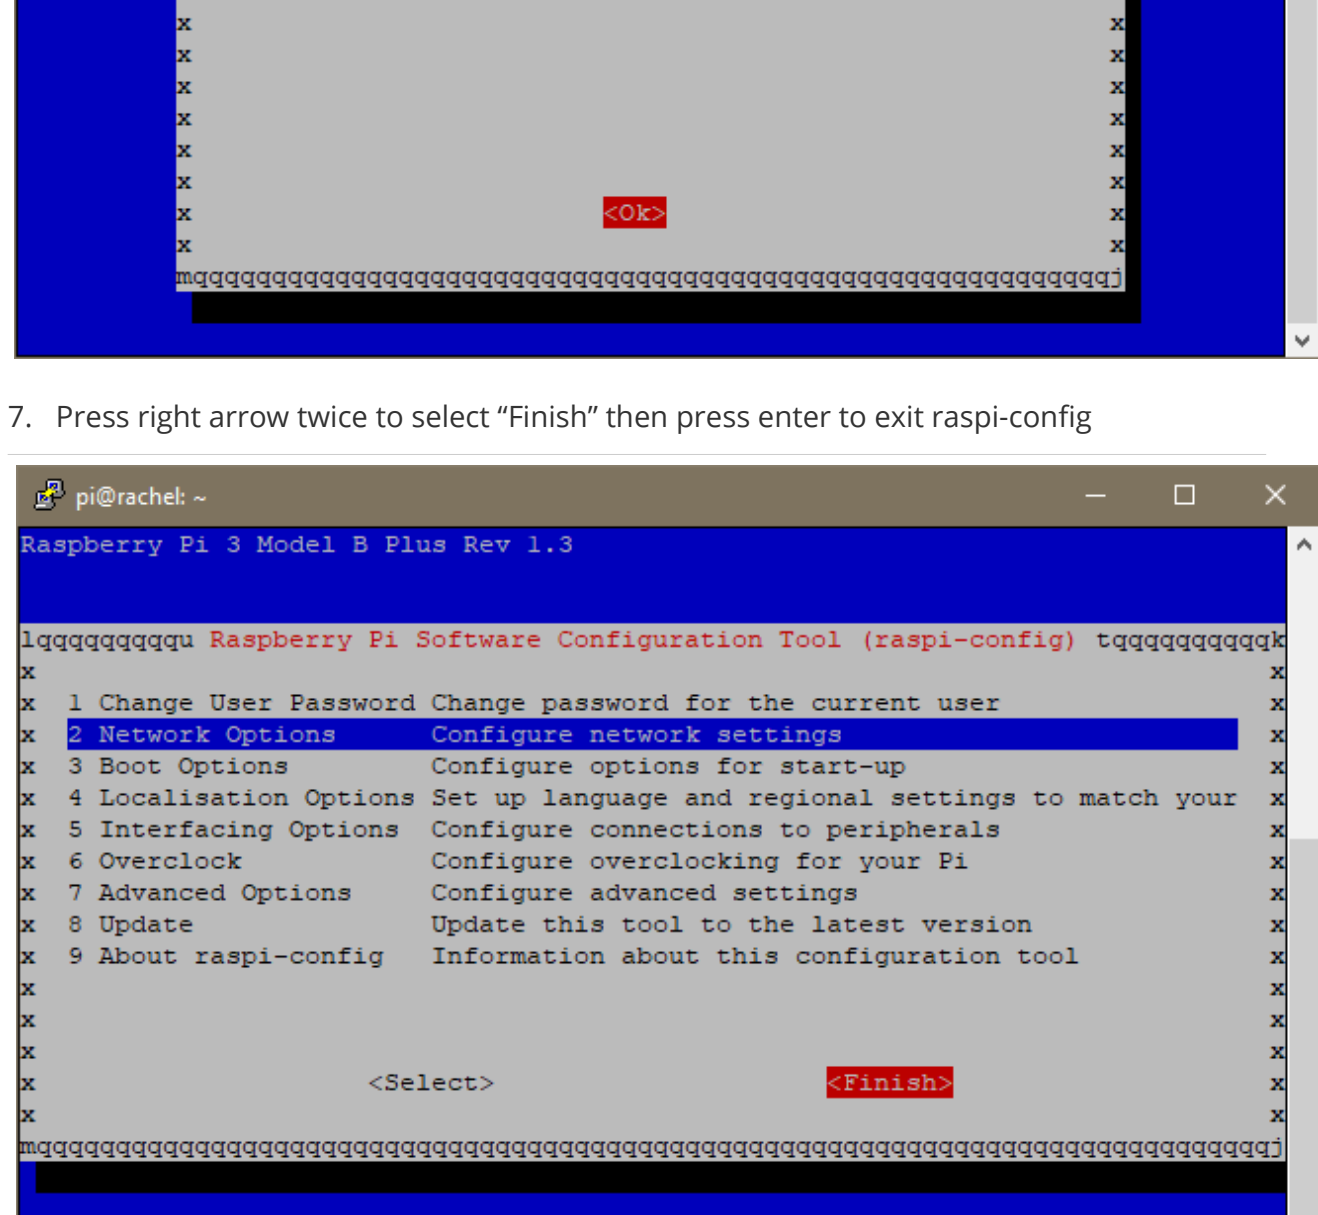 x x
x x
x x
x x
x x
x x
x <Ok> x
x x
mqqqqqqqqqqqqqqqqqqqqqqqqqqqqqqqqqqqqqqqqqqqqqqqqqqqqqqqqqqj
7. Press right arrow twice to select “Finish” then press enter to exit raspi-config
pi@rachel: ~
Raspberry Pi 3 Model B Plus Rev 1.3
lqqqqqqqqqqu Raspberry Pi Software Configuration Tool (raspi-config) tqqqqqqqqqqk
x x
x 1 Change User Password Change password for the current user x
x 2 Network Options Configure network settings x
x 3 Boot Options Configure options for start-up x
x 4 Localisation Options Set up language and regional settings to match your x
x 5 Interfacing Options Configure connections to peripherals x
x 6 Overclock Configure overclocking for your Pi x
x 7 Advanced Options Configure advanced settings x
x 8 Update Update this tool to the latest version x
x 9 About raspi-config Information about this configuration tool x
x x
x x
x x
x <Select> <Finish> x
x x
mqqqqqqqqqqqqqqqqqqqqqqqqqqqqqqqqqqqqqqqqqqqqqqqqqqqqqqqqqqqqqqqqqqqqqqqqqqqqqqj